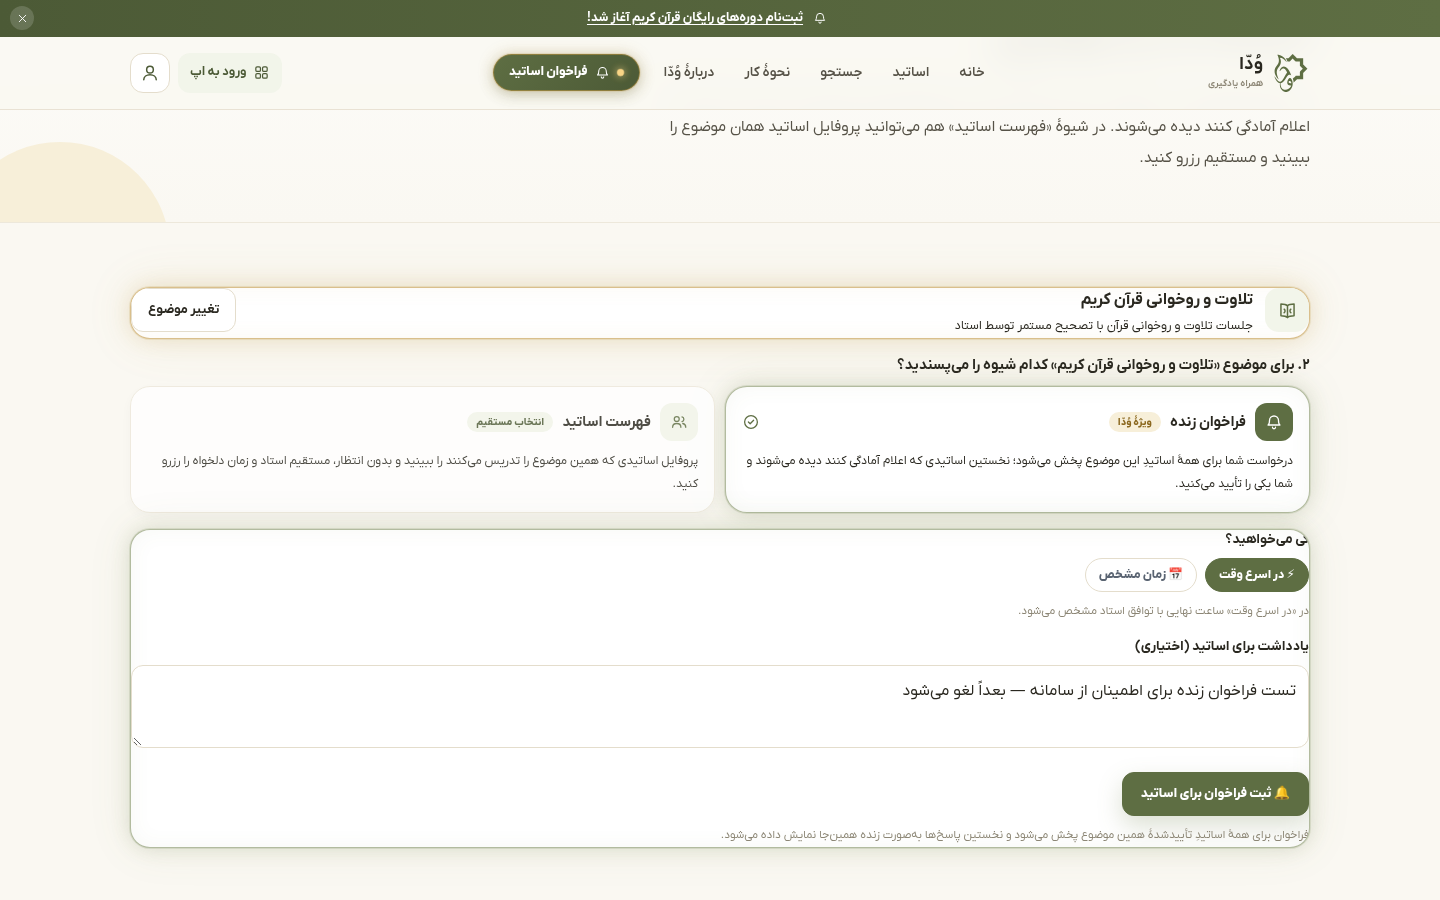 ثبت‌نام دوره‌های رایگان قرآن کریم آغاز شد!
وُدّا
همراه یادگیری
خانه
اساتید
جستجو
نحوهٔ کار
دربارهٔ وُدّا
فراخوان اساتید
ورود به اپ
اعلام آمادگی کنند دیده می‌شوند. در شیوهٔ «فهرست اساتید» هم می‌توانید پروفایل اساتید همان موضوع را
ببینید و مستقیم رزرو کنید.
تلاوت و روخوانی قرآن کریم
جلسات تلاوت و روخوانی قرآن با تصحیح مستمر توسط استاد
تغییر موضوع
۲. برای موضوع «تلاوت و روخوانی قرآن کریم» کدام شیوه را می‌پسندید؟
فراخوان زنده
ویژهٔ وُدّا
درخواست شما برای همهٔ اساتیدِ این موضوع پخش می‌شود؛ نخستین اساتیدی که اعلام آمادگی کنند دیده می‌شوند و
شما یکی را تأیید می‌کنید.
فهرست اساتید
انتخاب مستقیم
پروفایل اساتیدی که همین موضوع را تدریس می‌کنند را ببینید و بدون انتظار، مستقیم استاد و زمان دلخواه را رزرو
کنید.
کی می‌خواهید؟
⚡ در اسرع وقت
📅 زمان مشخص
در «در اسرع وقت» ساعت نهایی با توافق استاد مشخص می‌شود.
یادداشت برای اساتید (اختیاری)
تست فراخوان زنده برای اطمینان از سامانه — بعداً لغو می‌شود
🔔 ثبت فراخوان برای اساتید
فراخوان برای همهٔ اساتیدِ تأییدشدهٔ همین موضوع پخش می‌شود و نخستین پاسخ‌ها به‌صورت زنده همین‌جا نمایش داده می‌شود.